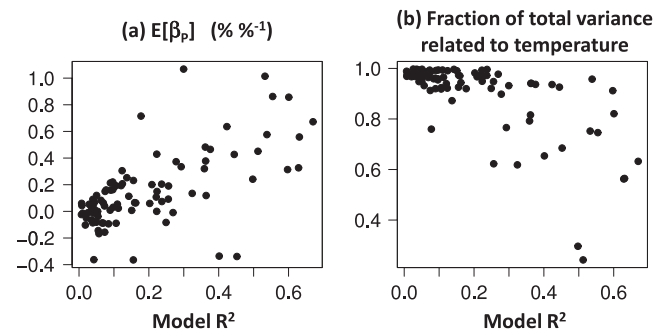 (a) E[βP] (% %-1)
(b) Fraction of total variance
related to temperature
1.0
0.8
0.6
0.4
0.2
0.0
−0.2
−0.4
0.0 0.2 0.4 0.6
Model R2
1.0
0.8
0.6
0.4
0.0 0.2 0.4 0.6
Model R2